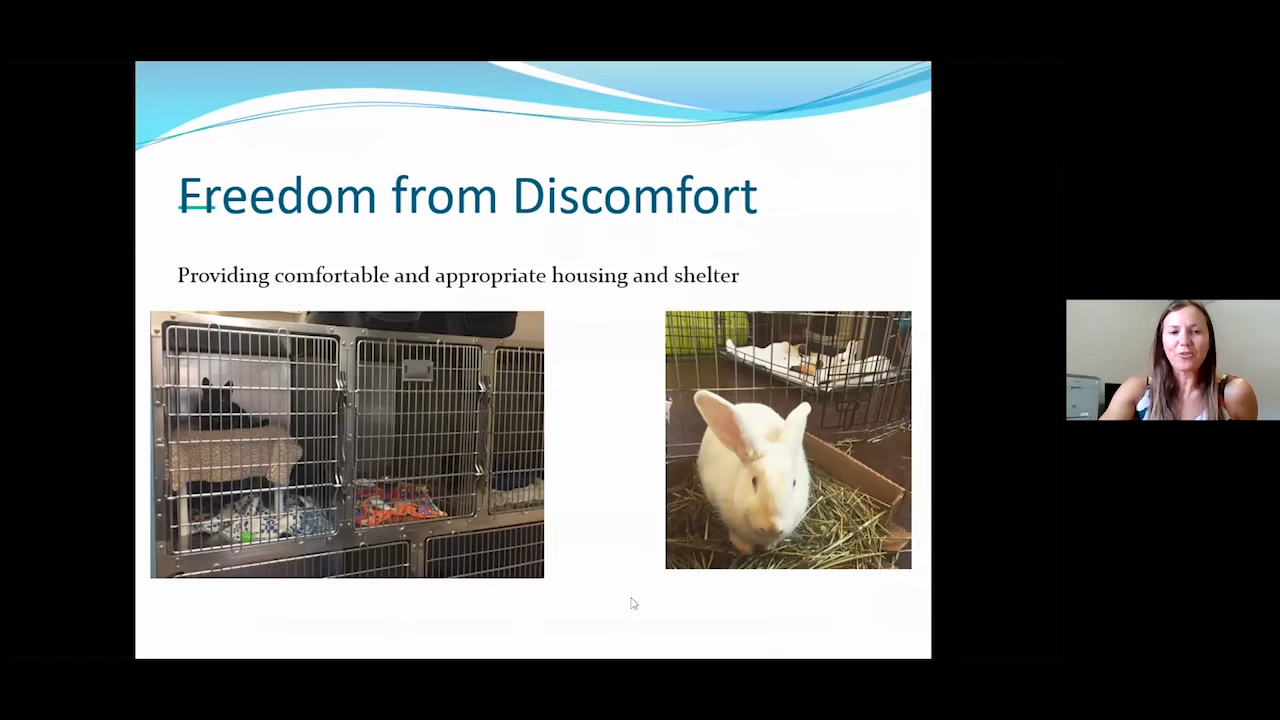 Freedom from Discomfort
Providing comfortable and appropriate housing and shelter